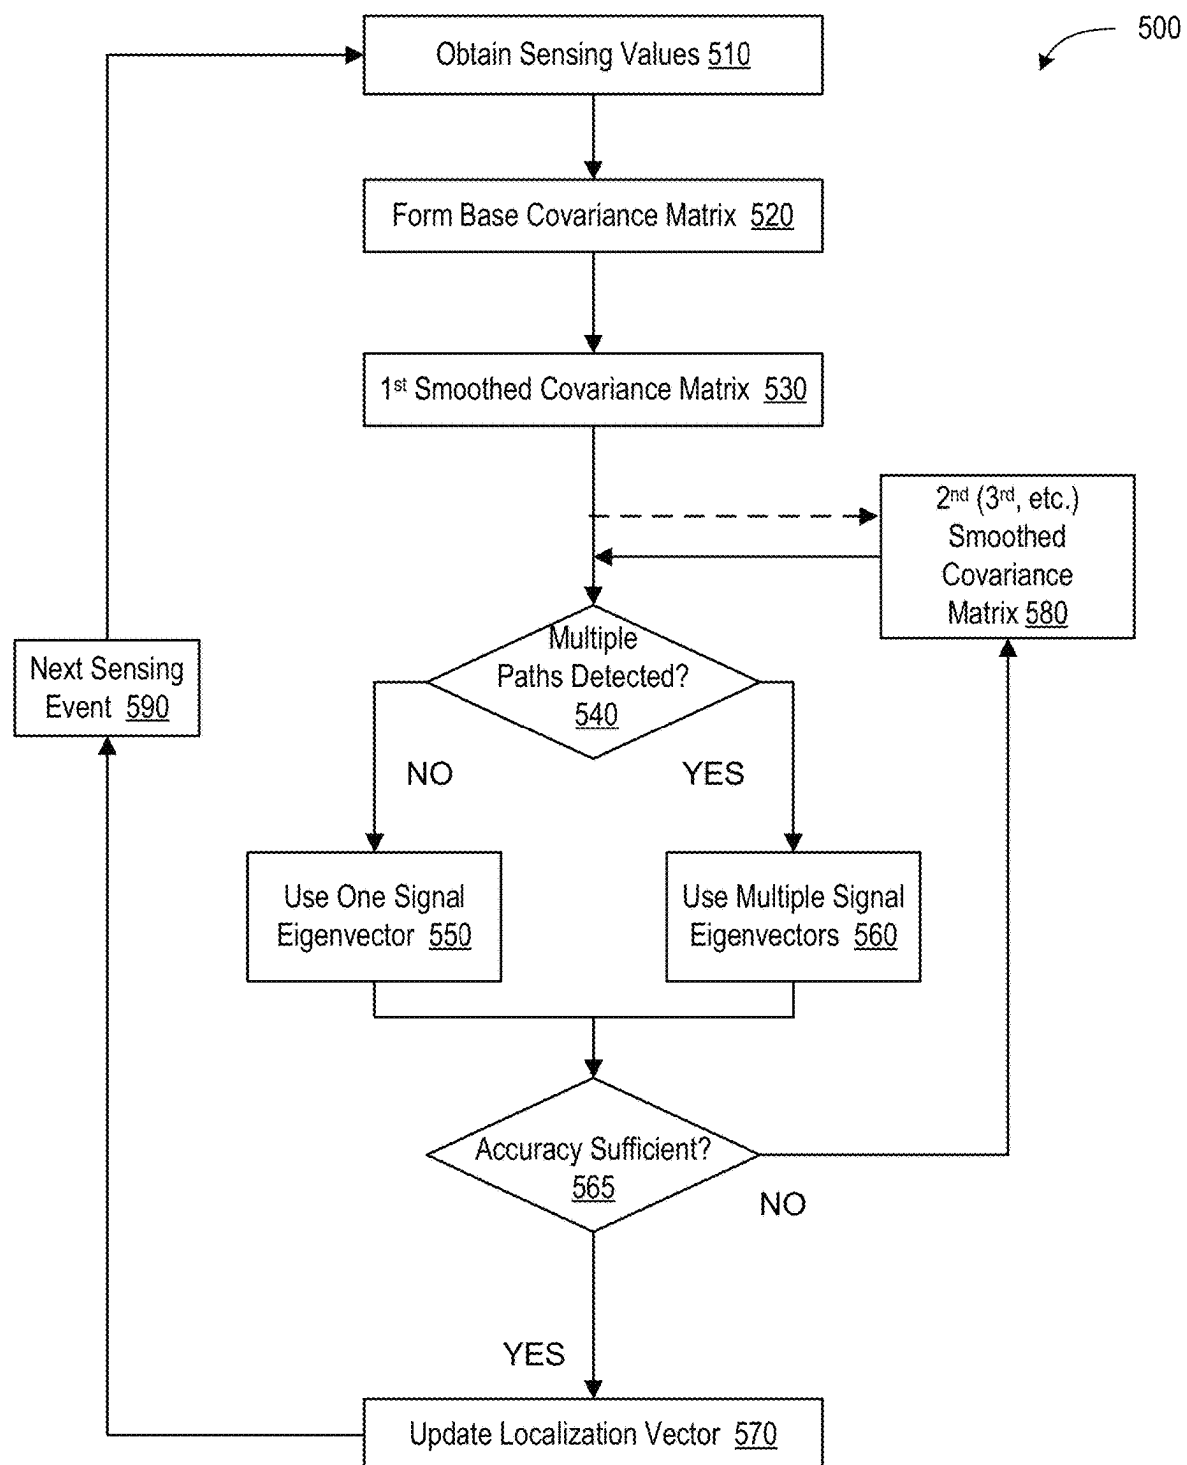 500
Obtain Sensing Values 510
Form Base Covariance Matrix 520
1st Smoothed Covariance Matrix 530
2nd (3rd, etc.)
Smoothed
Covariance
Matrix 580
Multiple
Paths Detected?
540
Next Sensing
Event 590
NO
YES
Use One Signal
Eigenvector 550
Use Multiple Signal
Eigenvectors 560
Accuracy Sufficient?
565
NO
YES
Update Localization Vector 570